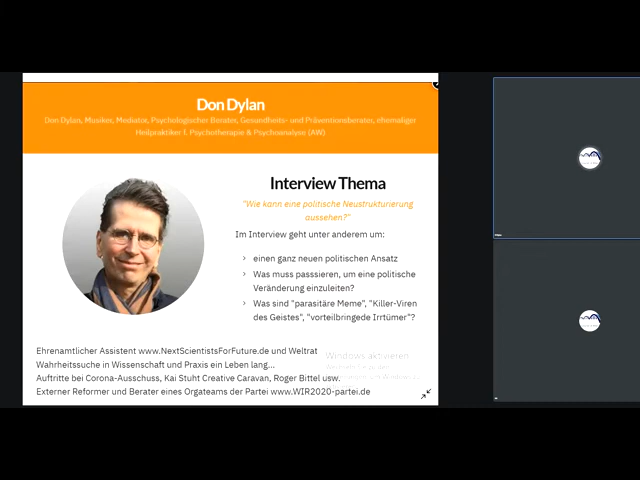 Don Dylan
Don Dylan, Musiker, Mediator, Psychologischer Berater, Gesundheits- und Präventionsberater, ehemaliger
Heilpraktiker f. Psychotherapie & Psychoanalyse (AW)
Interview Thema
"Wie kann eine politische Neustrukturierung
aussehen?"
Im Interview geht unter anderem um:
einen ganz neuen politischen Ansatz
Was muss passsieren, um eine politische
Veränderung einzuleiten?
Was sind "parasitäre Meme", "Killer-Viren
des Geistes", "vorteilbringede Irrtümer"?
Ehrenamtlicher Assistent www.NextScientistsForFuture.de und Weltrat
Wahrheitssuche in Wissenschaft und Praxis ein Leben lang...
Auftritte bei Corona-Ausschuss, Kai Stuht Creative Caravan, Roger Bittel usw.
Externer Reformer und Berater eines Orgateams der Partei www.WIR2020-partei.de
Windows aktivieren